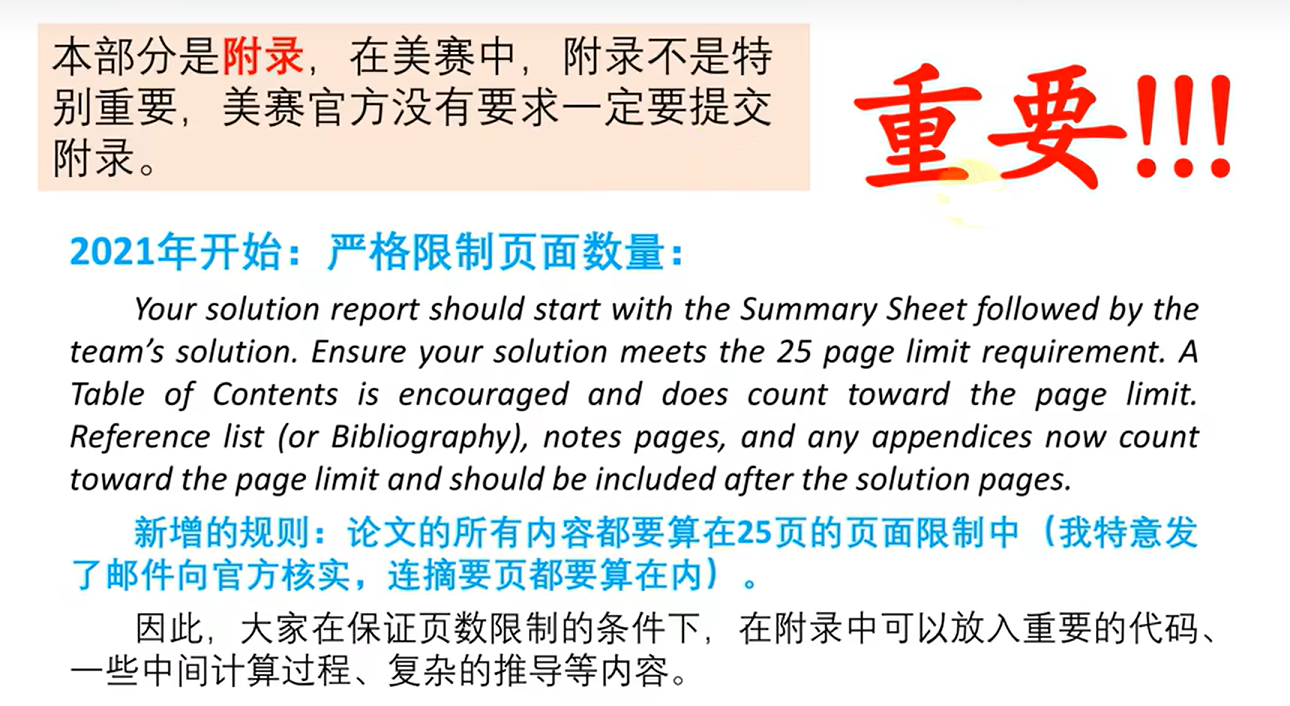 本部分是附录，在美赛中，附录不是特
别重要，美赛官方没有要求一定要提交
附录。
重要!!!
2021年开始：严格限制页面数量：
Your solution report should start with the Summary Sheet followed by the
team’s solution. Ensure your solution meets the 25 page limit requirement. A
Table of Contents is encouraged and does count toward the page limit.
Reference list (or Bibliography), notes pages, and any appendices now count
toward the page limit and should be included after the solution pages.
新增的规则：论文的所有内容都要算在25页的页面限制中（我特意发
了邮件向官方核实，连摘要页都要算在内）。
因此，大家在保证页数限制的条件下，在附录中可以放入重要的代码、
一些中间计算过程、复杂的推导等内容。